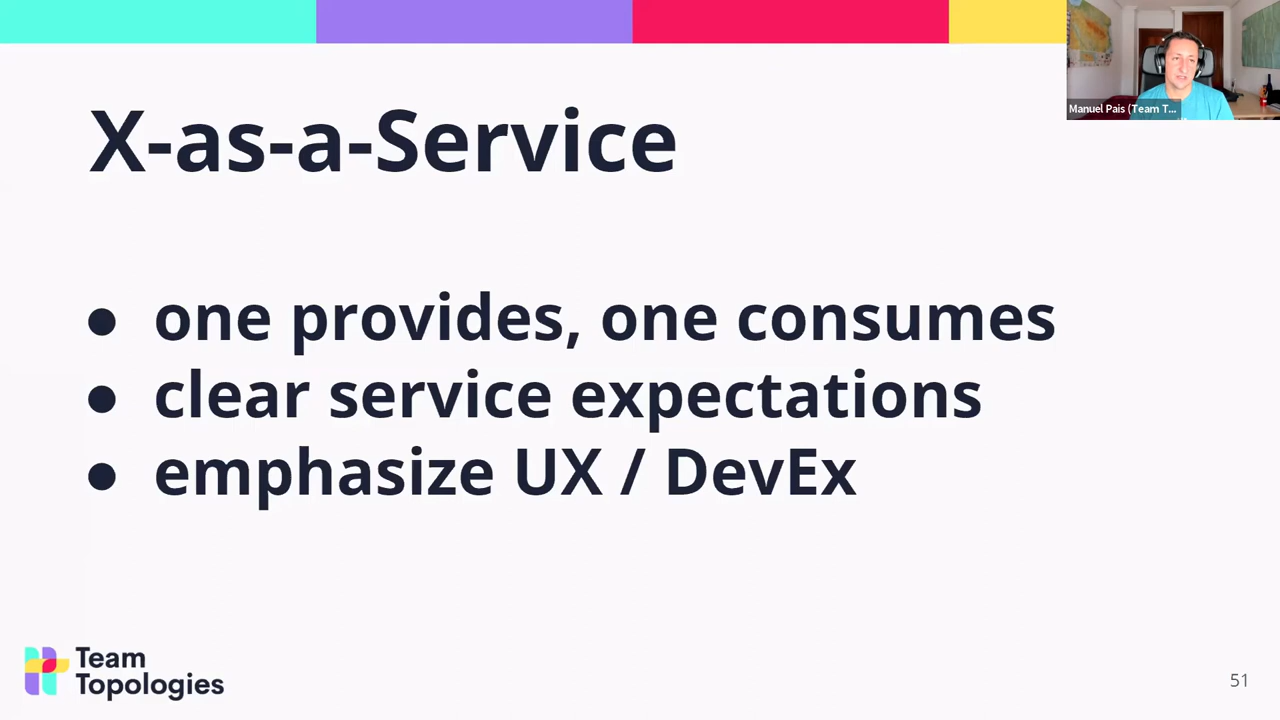 Manuel Pais (Team T...
X-as-a-Service
● one provides, one consumes
● clear service expectations
● emphasize UX / DevEx
Team
Topologies
51